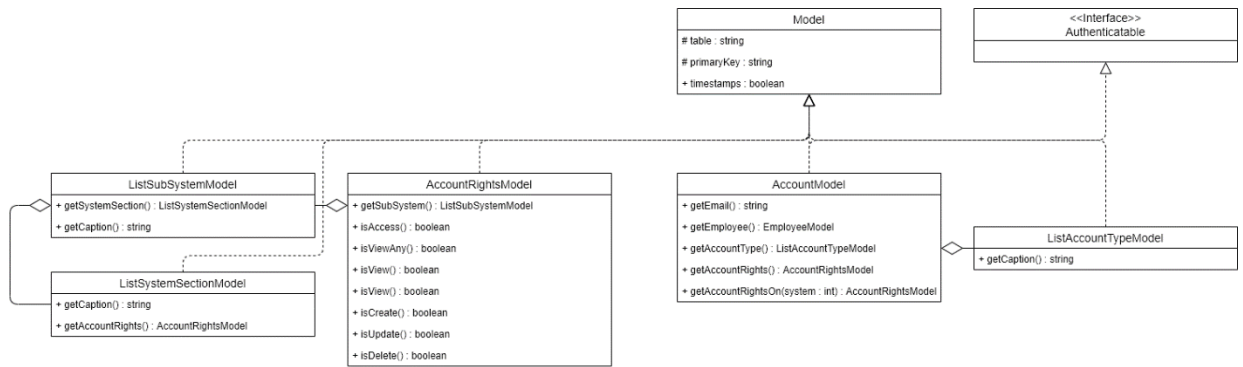 Model
# table : string
# primaryKey : string
+ timestamps : boolean
<<Interface>>
Authenticatable
ListSubSystemModel
+ getSystemSection() : ListSystemSectionModel
+ getCaption() : string
ListSystemSectionModel
+ getCaption() : string
+ getAccountRights() : AccountRightsModel
AccountRightsModel
+ getSubSystem() : ListSubSystemModel
+ isAccess() : boolean
+ isViewAny() : boolean
+ isView() : boolean
+ isView() : boolean
+ isCreate() : boolean
+ isUpdate() : boolean
+ isDelete() : boolean
AccountModel
+ getEmail() : string
+ getEmployee() : EmployeeModel
+ getAccountType() : ListAccountTypeModel
+ getAccountRights() : AccountRightsModel
+ getAccountRightsOn(system : int) : AccountRightsModel
ListAccountTypeModel
+ getCaption() : string